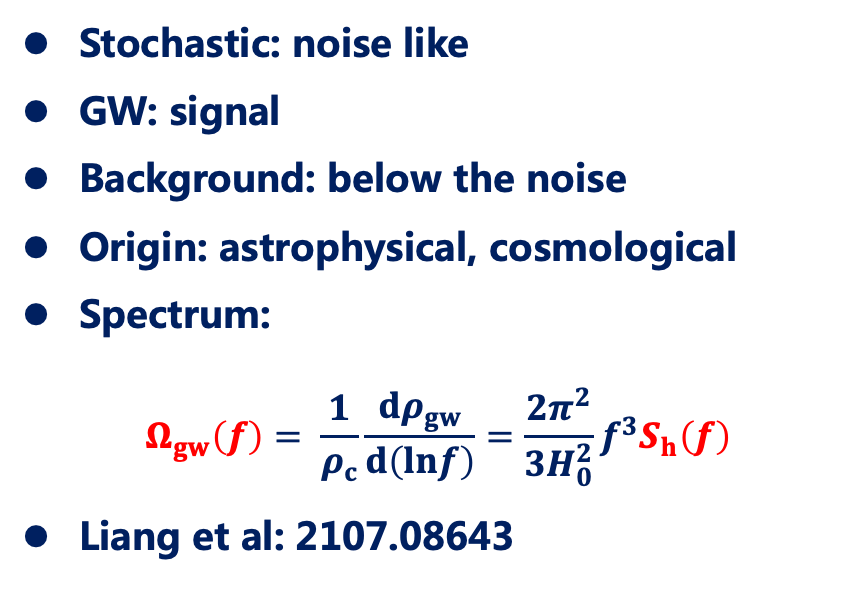 ● Stochastic: noise like
● GW: signal
● Background: below the noise
● Origin: astrophysical, cosmological
● Spectrum:
$\Omega_{\mathrm{gw}}(f) = \frac{1}{\rho_{\mathrm{c}}} \frac{\mathrm{d}\rho_{\mathrm{gw}}}{\mathrm{d}(\ln f)} = \frac{2\pi^2}{3H_0^2} f^3 S_{\mathrm{h}}(f)$
● Liang et al: 2107.08643